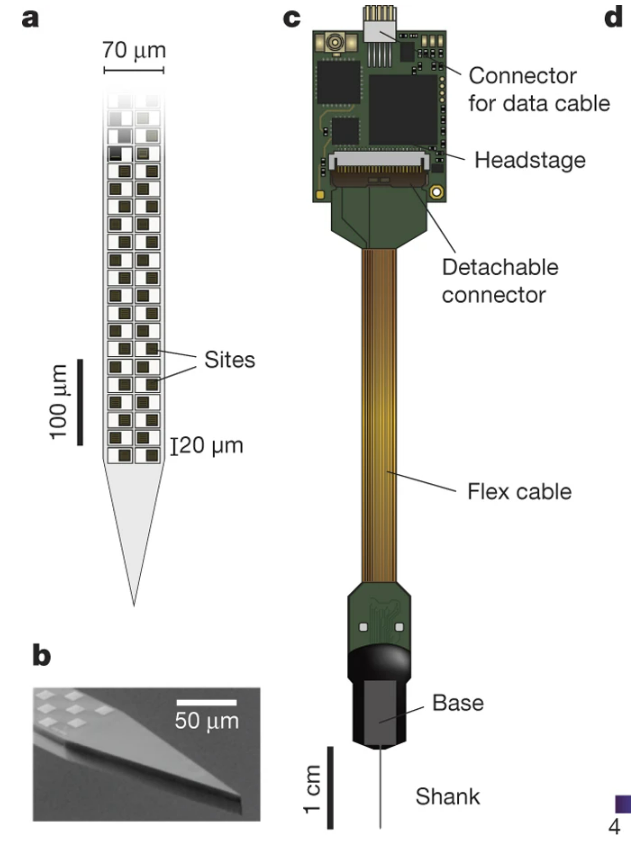 a
70 µm
Sites
100 µm
20 µm
b
50 µm
c
Connector
for data cable
Headstage
Detachable
connector
Flex cable
Base
1 cm
Shank
d
4